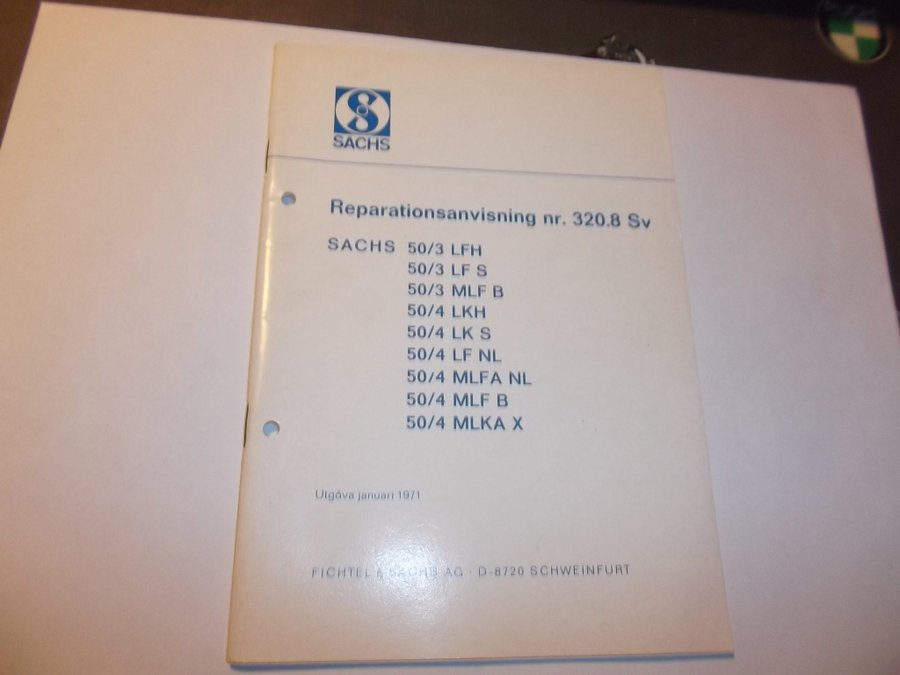 SACHS
Reparationsanvisning nr. 320.8 Sv
SACHS 50/3 LFH
50/3 LF S
50/3 MLF B
50/4 LKH
50/4 LK S
50/4 LF NL
50/4 MLFA NL
50/4 MLF B
50/4 MLKA X
Utgåva januari 1971
FICHTEL & SACHS AG · D-8720 SCHWEINFURT